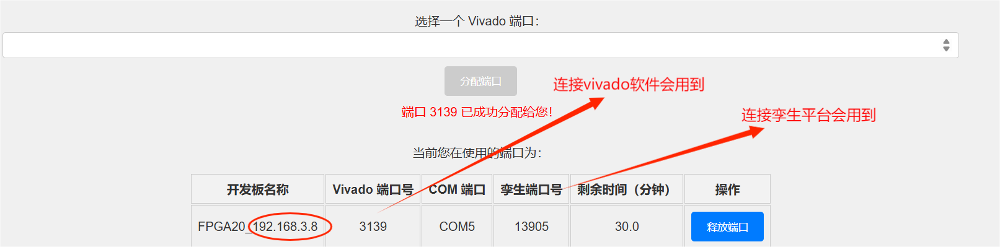 选择一个 Vivado 端口：
分配端口
连接vivado软件会用到
端口 3139 已成功分配给您！
连接孪生平台会用到
当前您在使用的端口为：
开发板名称 Vivado 端口号 COM 端口 孪生端口号 剩余时间（分钟） 操作
FPGA20_192.168.3.8 3139 COM5 13905 30.0 释放端口